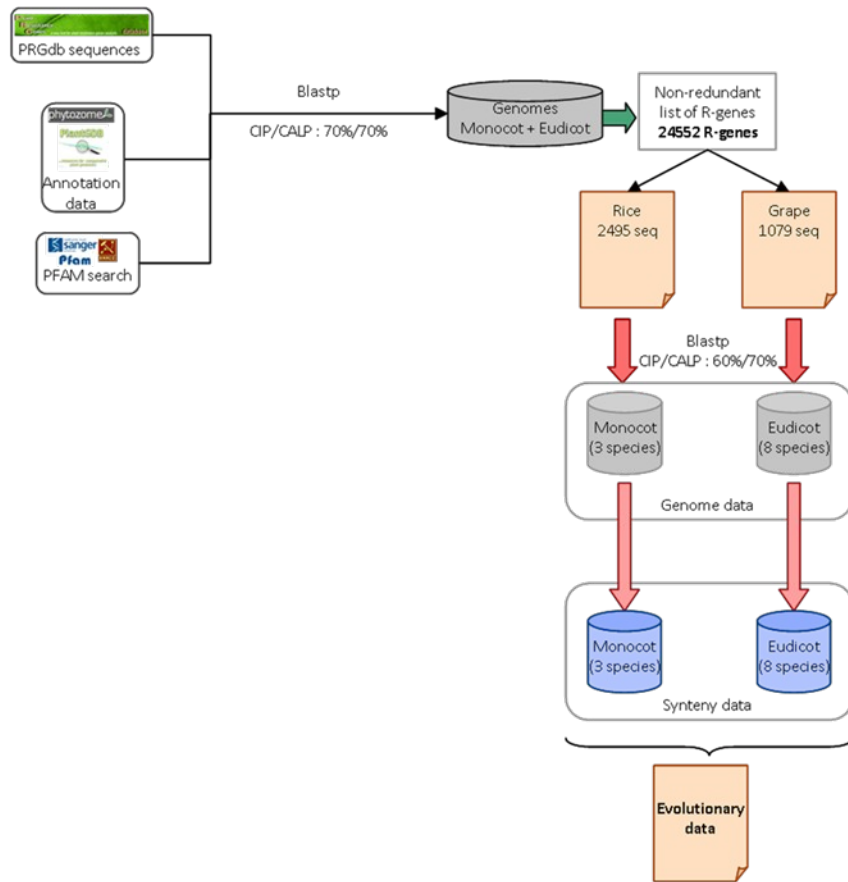 PRGdb sequences
phytozome
PlantGDB
Annotation
data
sanger
Pfam
PFAM search
Blastp
CIP/CALP : 70%/70%
Genomes
Monocot + Eudicot
Non-redundant
list of R-genes
24552 R-genes
Rice
2495 seq
Grape
1079 seq
Blastp
CIP/CALP : 60%/70%
Monocot
(3 species)
Eudicot
(8 species)
Genome data
Monocot
(3 species)
Eudicot
(8 species)
Synteny data
Evolutionary
data